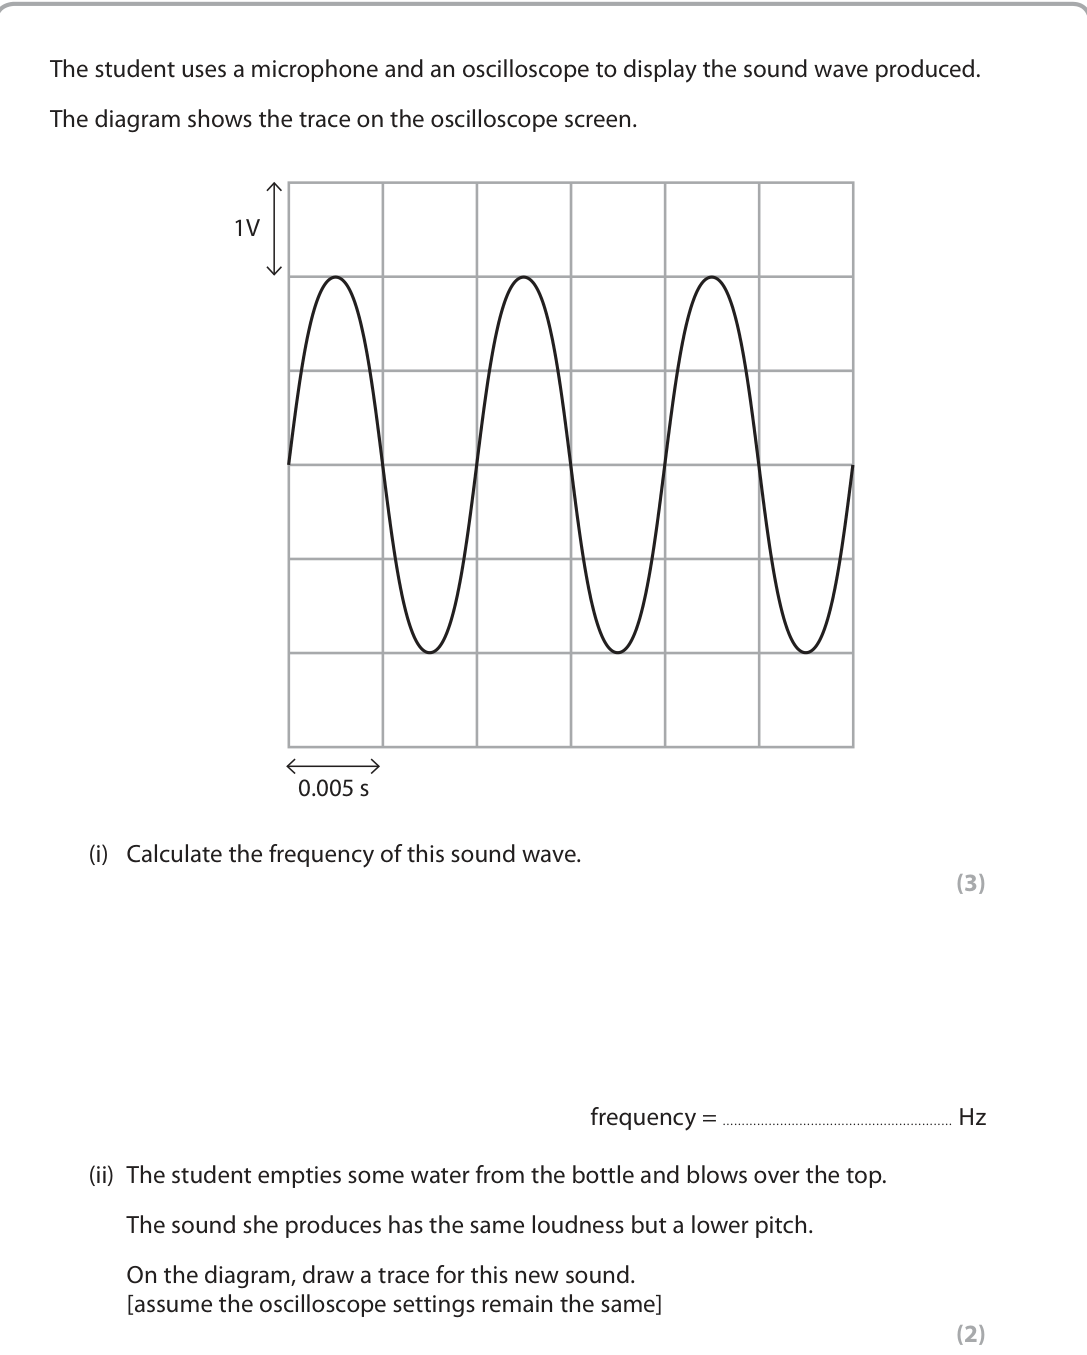 The student uses a microphone and an oscilloscope to display the sound wave produced.
The diagram shows the trace on the oscilloscope screen.
1V
0.005 s
(i) Calculate the frequency of this sound wave.
(3)
frequency = ............................................................ Hz
(ii) The student empties some water from the bottle and blows over the top.
The sound she produces has the same loudness but a lower pitch.
On the diagram, draw a trace for this new sound.
[assume the oscilloscope settings remain the same]
(2)